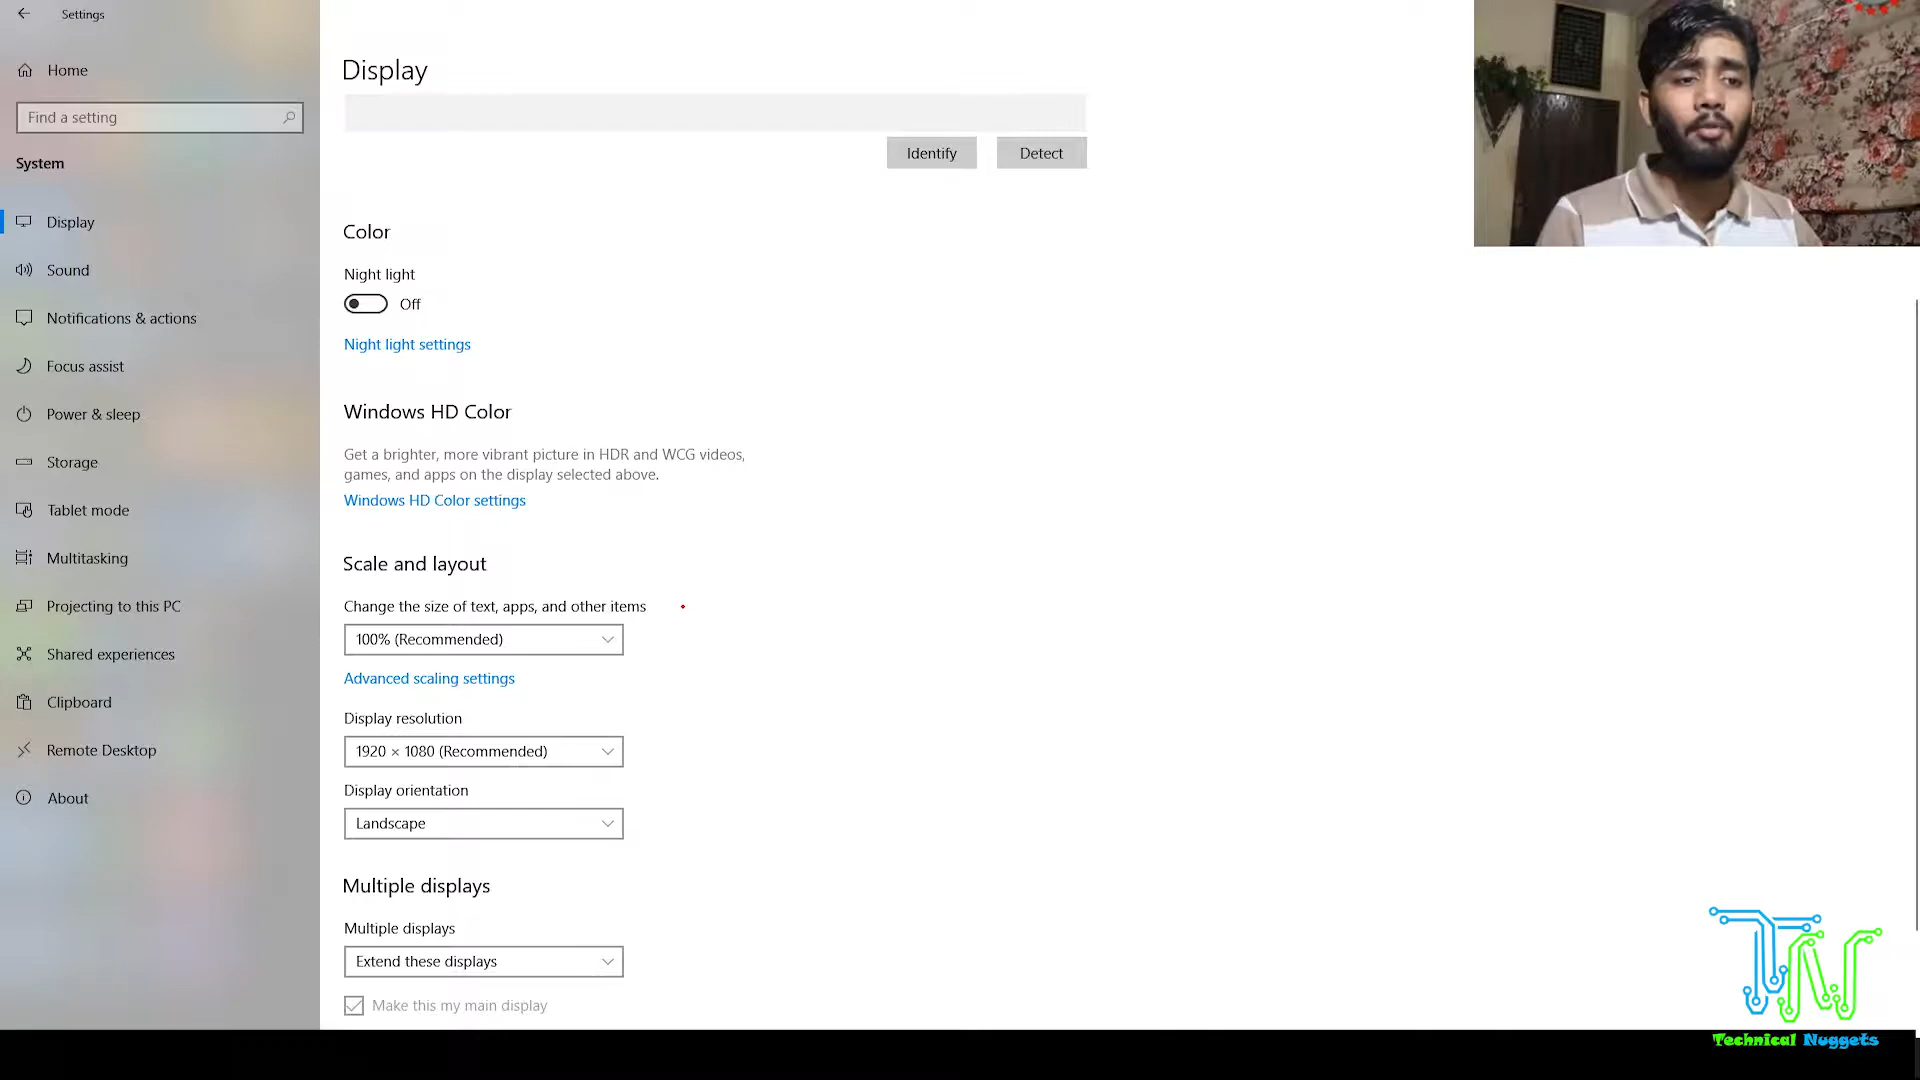 Settings
Home
Find a setting
System
Display
Sound
Notifications & actions
Focus assist
Power & sleep
Storage
Tablet mode
Multitasking
Projecting to this PC
Shared experiences
Clipboard
Remote Desktop
About
Display
Identify
Detect
Color
Night light
Off
Night light settings
Windows HD Color
Get a brighter, more vibrant picture in HDR and WCG videos,
games, and apps on the display selected above.
Windows HD Color settings
Scale and layout
Change the size of text, apps, and other items
100% (Recommended)
Advanced scaling settings
Display resolution
1920 × 1080 (Recommended)
Display orientation
Landscape
Multiple displays
Multiple displays
Extend these displays
Make this my main display
TN
Technical Nuggets